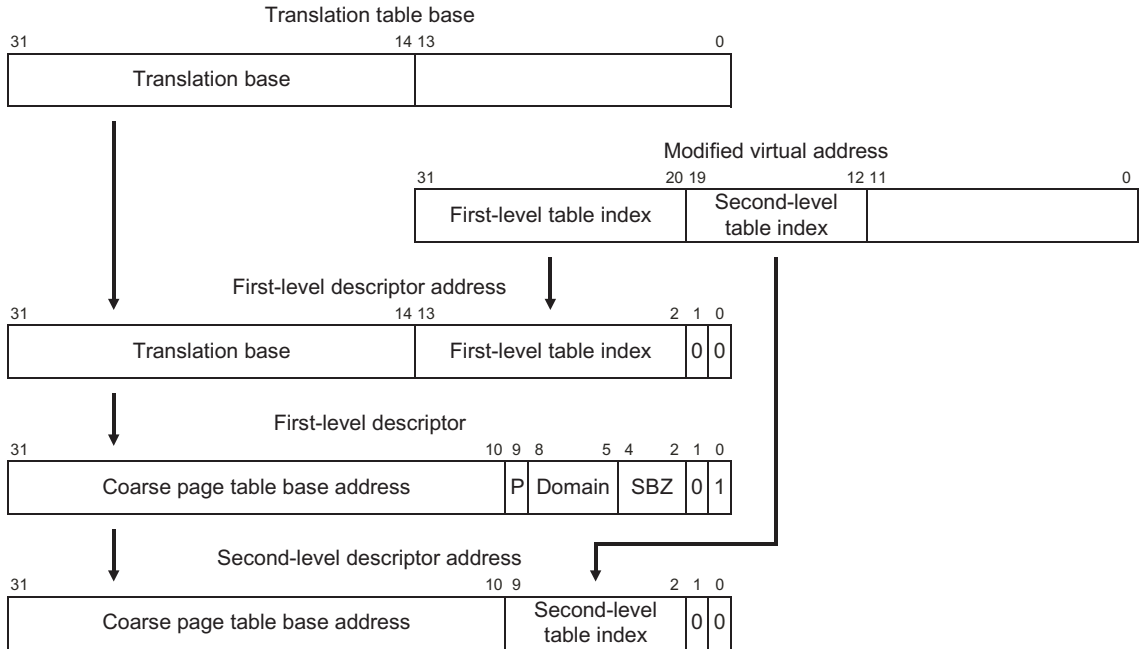 Translation table base
31 14 13 0
Translation base
Modified virtual address
31 20 19 12 11 0
First-level table index
Second-level
table index
First-level descriptor address
31 14 13 2 1 0
Translation base First-level table index 0 0
First-level descriptor
31 10 9 8 5 4 2 1 0
Coarse page table base address P Domain SBZ 0 1
Second-level descriptor address
31 10 9 2 1 0
Coarse page table base address
Second-level
table index
0 0